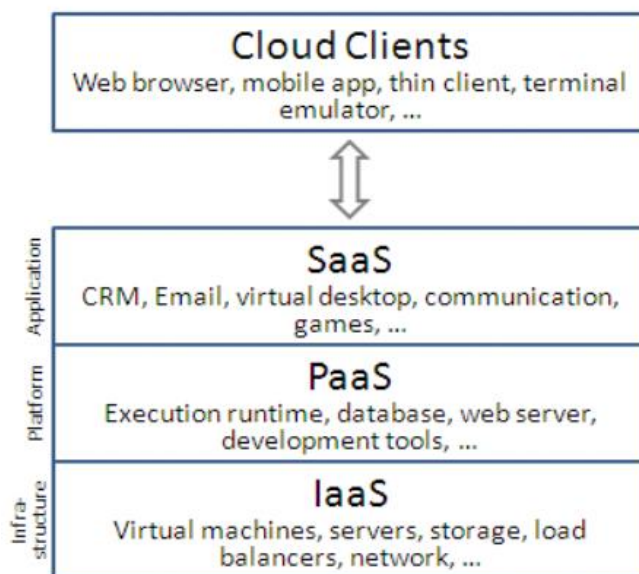 Cloud Clients
Web browser, mobile app, thin client, terminal
emulator, ...
Application
SaaS
CRM, Email, virtual desktop, communication,
games, ...
Platform
PaaS
Execution runtime, database, web server,
development tools, ...
Infra-
structure
IaaS
Virtual machines, servers, storage, load
balancers, network, ...